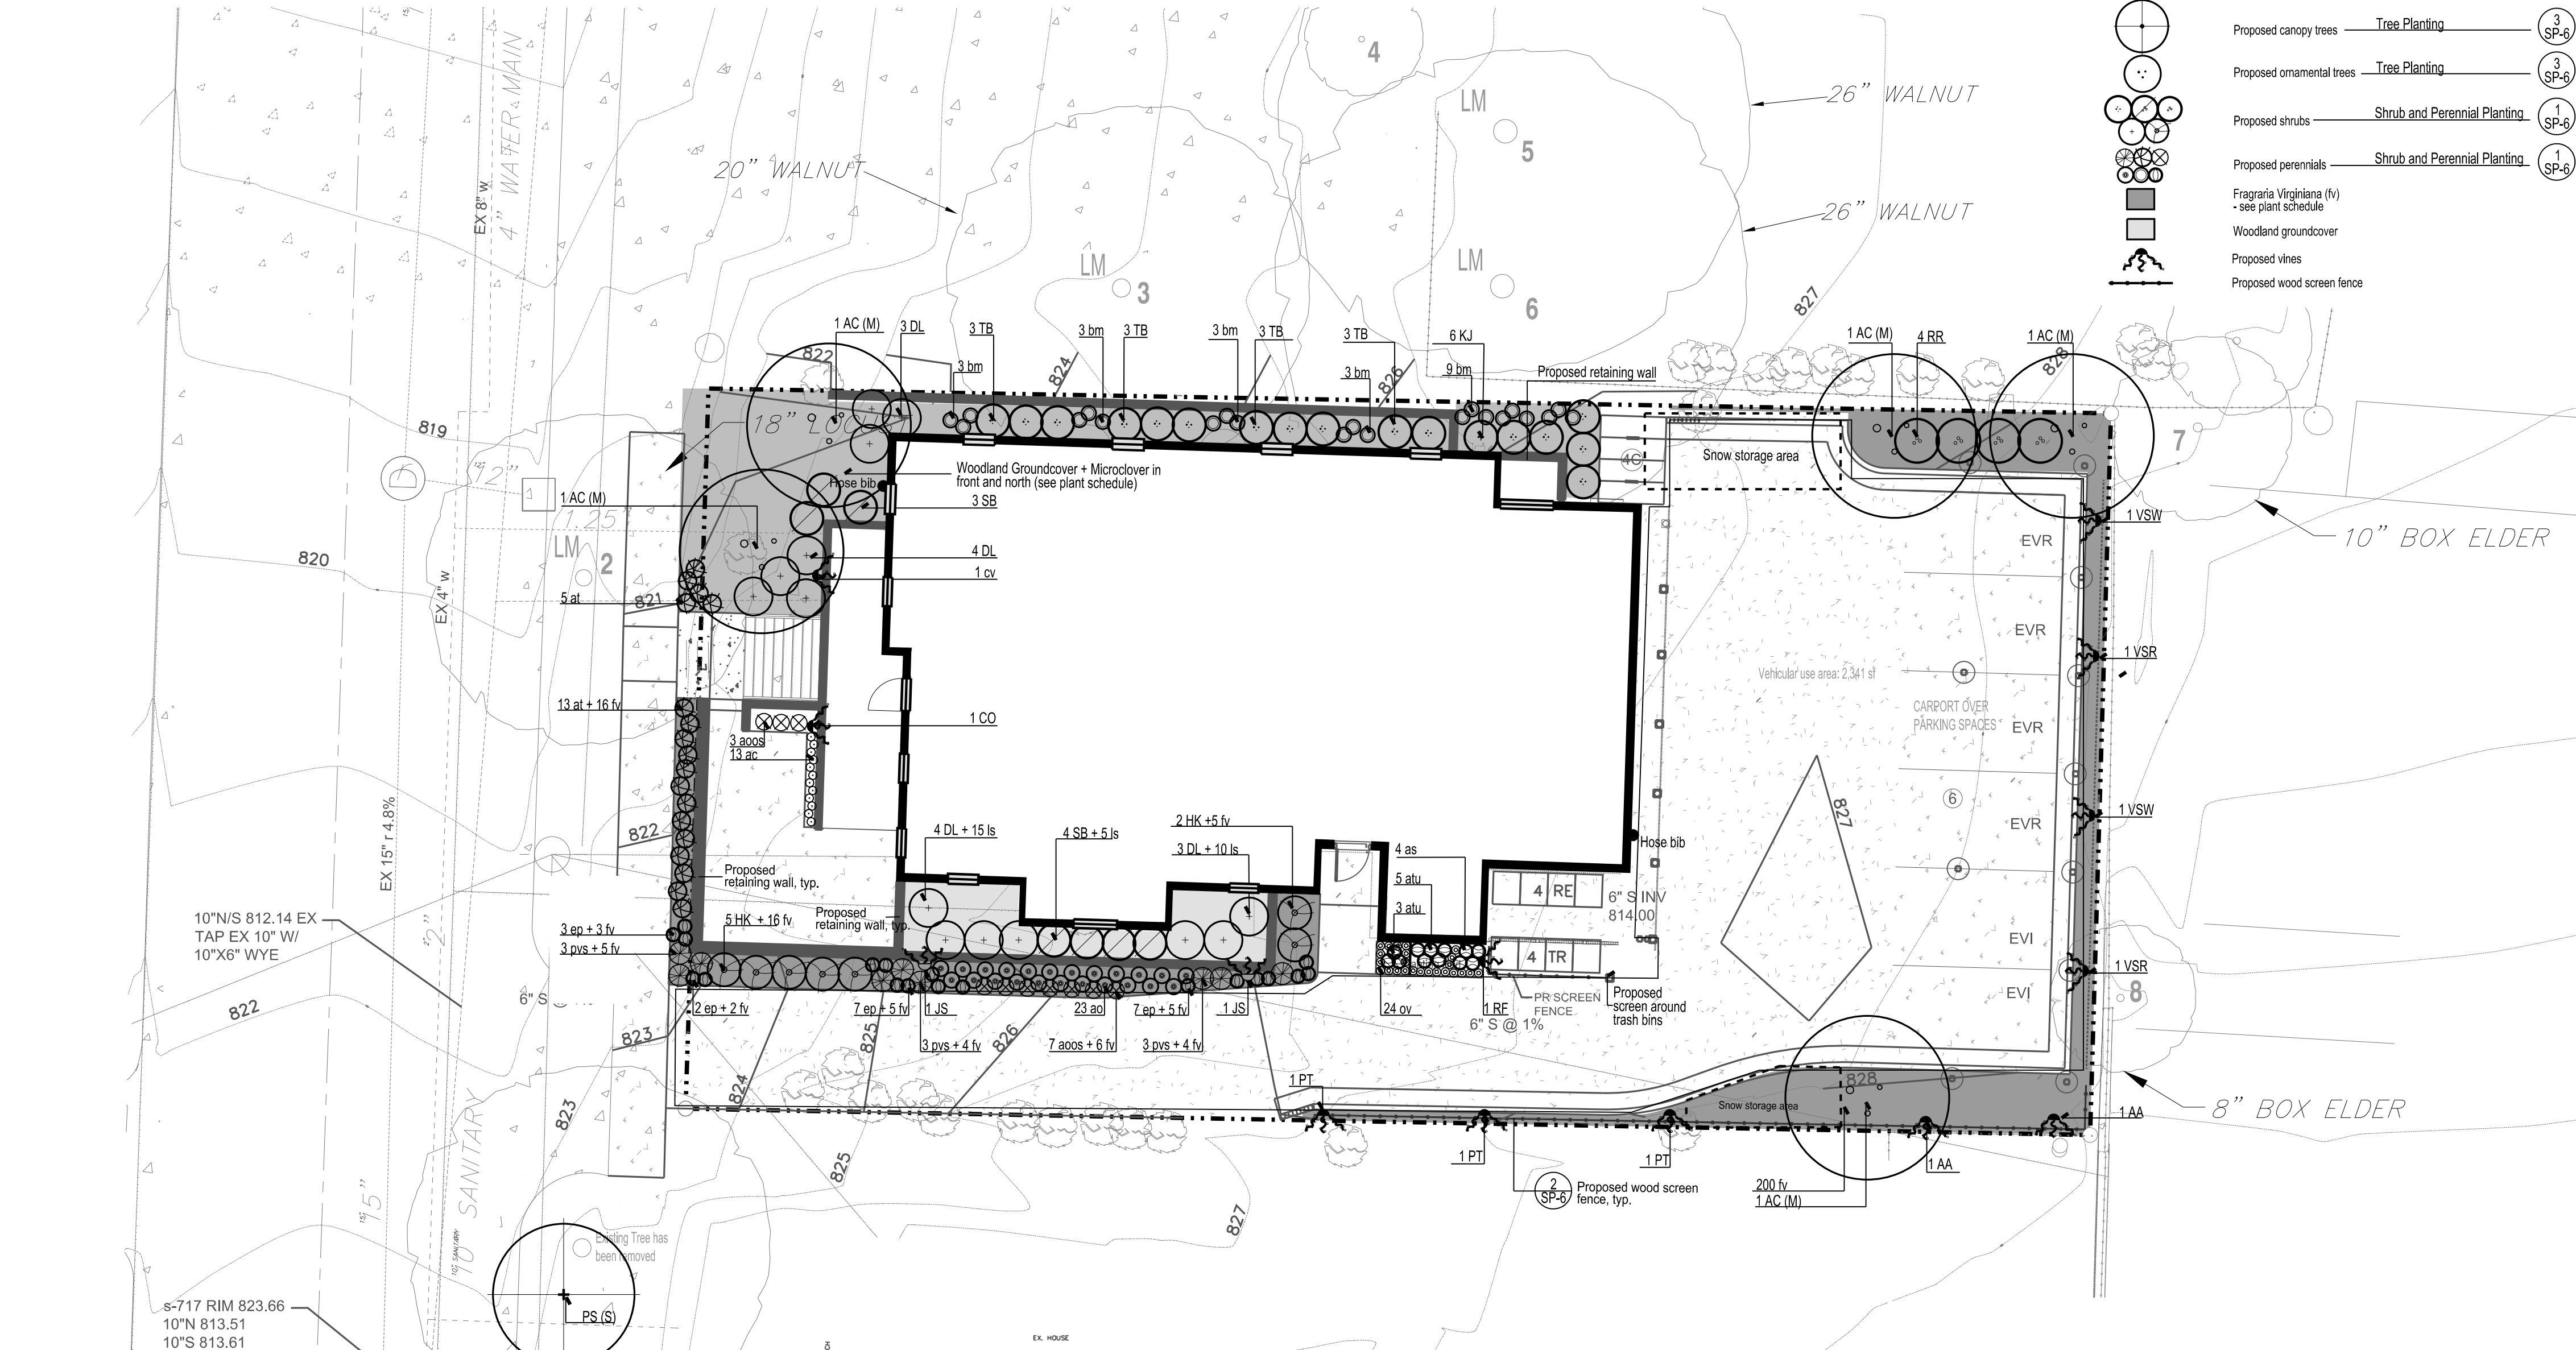 Proposed canopy trees
Tree Planting
3
SP-6
Proposed ornamental trees
Tree Planting
3
SP-6
Proposed shrubs
Shrub and Perennial Planting
1
SP-6
Proposed perennials
Shrub and Perennial Planting
1
SP-6
Fragraria Virginiana (fv)
- see plant schedule
Woodland groundcover
Proposed vines
Proposed wood screen fence
4" WATER MAIN
EX 8" w
20" WALNUT
26" WALNUT
26" WALNUT
4
LM
5
LM
6
LM
3
827
1 AC (M)
3 DL
3 TB
3 bm
3 TB
3 bm
3 TB
3 TB
6 KJ
1 AC (M)
4 RR
1 AC (M)
822
3 bm
824
3 bm
826
9 bm
Proposed retaining wall
828
819
18" LOCUST
7
4C
Snow storage area
Woodland Groundcover + Microclover in
front and north (see plant schedule)
Hose bib
12"
12"
1 AC (M)
3 SB
1.25"
1 VSW
10" BOX ELDER
EVR
LM
2
820
4 DL
1 cv
EX 4" w
5 at
821
EVR
1 VSR
Vehicular use area: 2,341 sf
13 at + 16 fv
1 CO
CARPORT OVER
PARKING SPACES
EVR
3 aoos
13 ac
6
1 VSW
827
EVR
EX 15" r 4.8%
822
4 DL + 15 ls
4 SB + 5 ls
2 HK +5 fv
3 DL + 10 ls
4 as
Hose bib
Proposed
retaining wall, typ.
5 atu
4 RE
6" S INV
814.00
10"N/S 812.14 EX
TAP EX 10" W/
10"X6" WYE
3 ep + 3 fv
3 pvs + 5 fv
5 HK + 16 fv
Proposed
retaining wall, typ.
3 atu
EVI
4 TR
1 VSR
8
EVI
6" S
822
2 ep + 2 fv
7 ep + 5 fv
1 JS
23 ao
7 ep + 5 fv
1 JS
24 ov
1 RF
PR SCREEN
FENCE
6" S @ 1%
Proposed
screen around
trash bins
823
825
3 pvs + 4 fv
826
7 aoos + 6 fv
3 pvs + 4 fv
824
1 PT
828
Snow storage area
8" BOX ELDER
1 AA
823
825
1 PT
1 PT
1 AA
2
SP-6
Proposed wood screen
fence, typ.
200 fv
1 AC (M)
827
15"
15"
10" SANITARY
10" SANITARY
Existing Tree has
been removed
PS (S)
s-717 RIM 823.66
10"N 813.51
10"S 813.61
EX. HOUSE